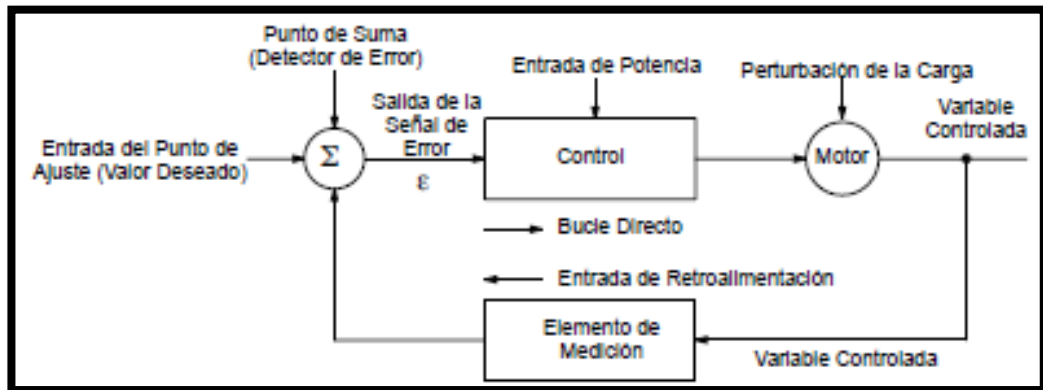 Punto de Suma
(Detector de Error)
Entrada de Potencia
Perturbación de la Carga
Salida de la
Señal de
Error
Variable
Controlada
Entrada del Punto de
Ajuste (Valor Deseado)
Σ
ε
Control
Motor
Bucle Directo
Entrada de Retroalimentación
Elemento de
Medición
Variable Controlada